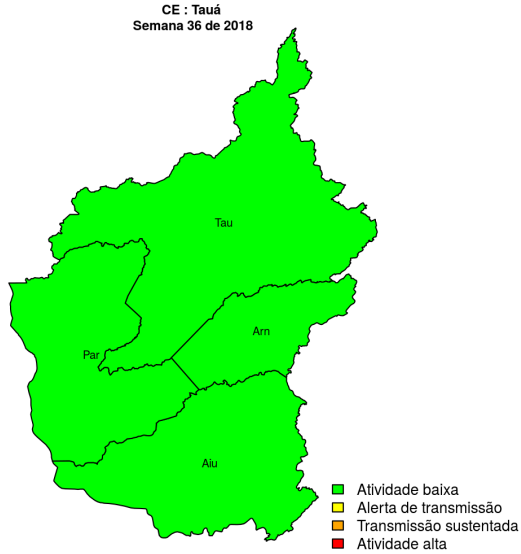 CE : Tauá
Semana 36 de 2018
Tau
Arn
Par
Aiu
Atividade baixa
Alerta de transmissão
Transmissão sustentada
Atividade alta